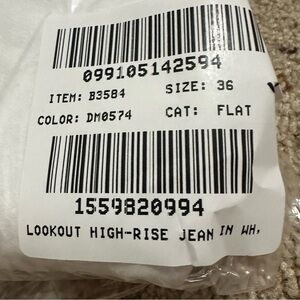 099105142594
ITEM: B3584 SIZE: 36
COLOR: DM0574 CAT: FLAT
1559820994
LOOKOUT HIGH-RISE JEAN IN WH,